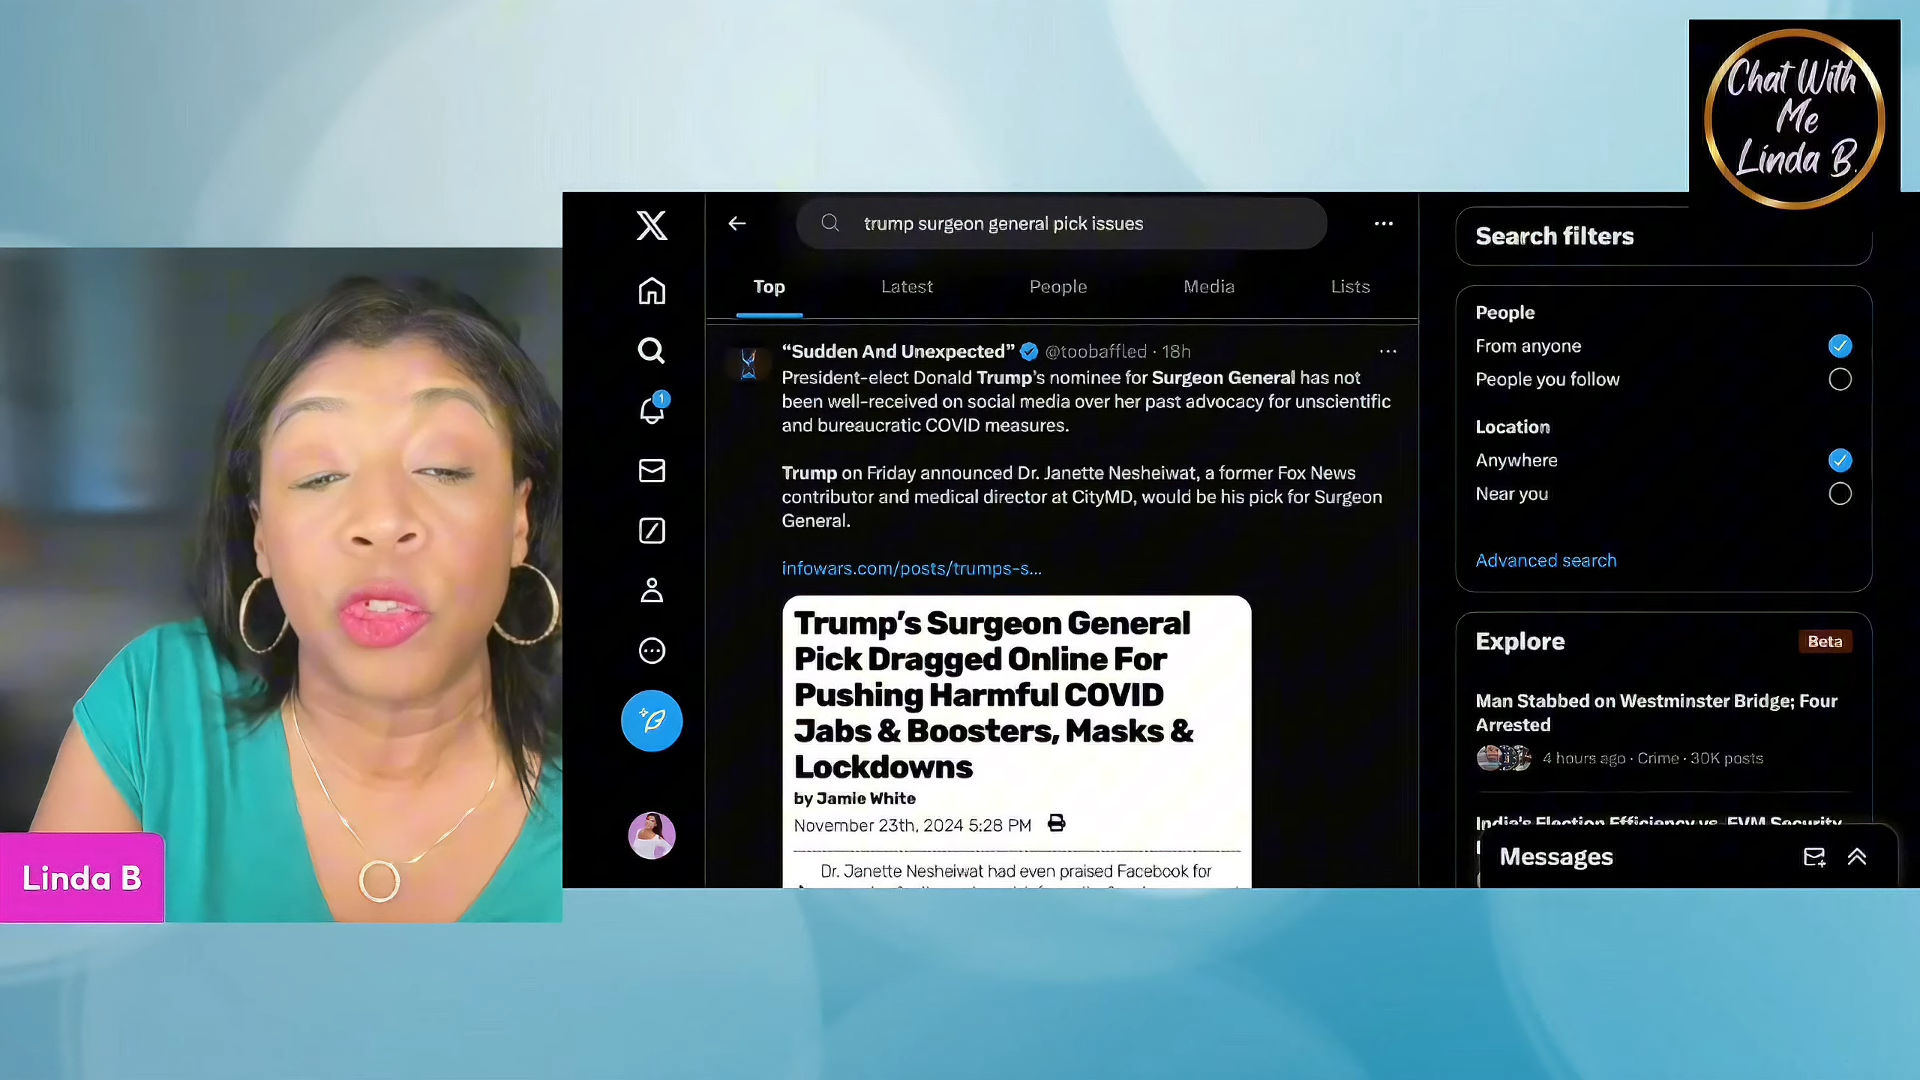 Chat With
Me
Linda B.
trump surgeon general pick issues
Top
Latest
People
Media
Lists
"Sudden And Unexpected" @toobaffled · 18h
President-elect Donald Trump's nominee for Surgeon General has not
been well-received on social media over her past advocacy for unscientific
and bureaucratic COVID measures.
Trump on Friday announced Dr. Janette Nesheiwat, a former Fox News
contributor and medical director at CityMD, would be his pick for Surgeon
General.
infowars.com/posts/trumps-s...
Trump's Surgeon General
Pick Dragged Online For
Pushing Harmful COVID
Jabs & Boosters, Masks &
Lockdowns
by Jamie White
November 23th, 2024 5:28 PM
Dr. Janette Nesheiwat had even praised Facebook for
Search filters
People
From anyone
People you follow
Location
Anywhere
Near you
Advanced search
Explore
Beta
Man Stabbed on Westminster Bridge; Four
Arrested
4 hours ago · Crime · 30K posts
India's Election Efficiency vs. EVM Security
Messages
1
Linda B